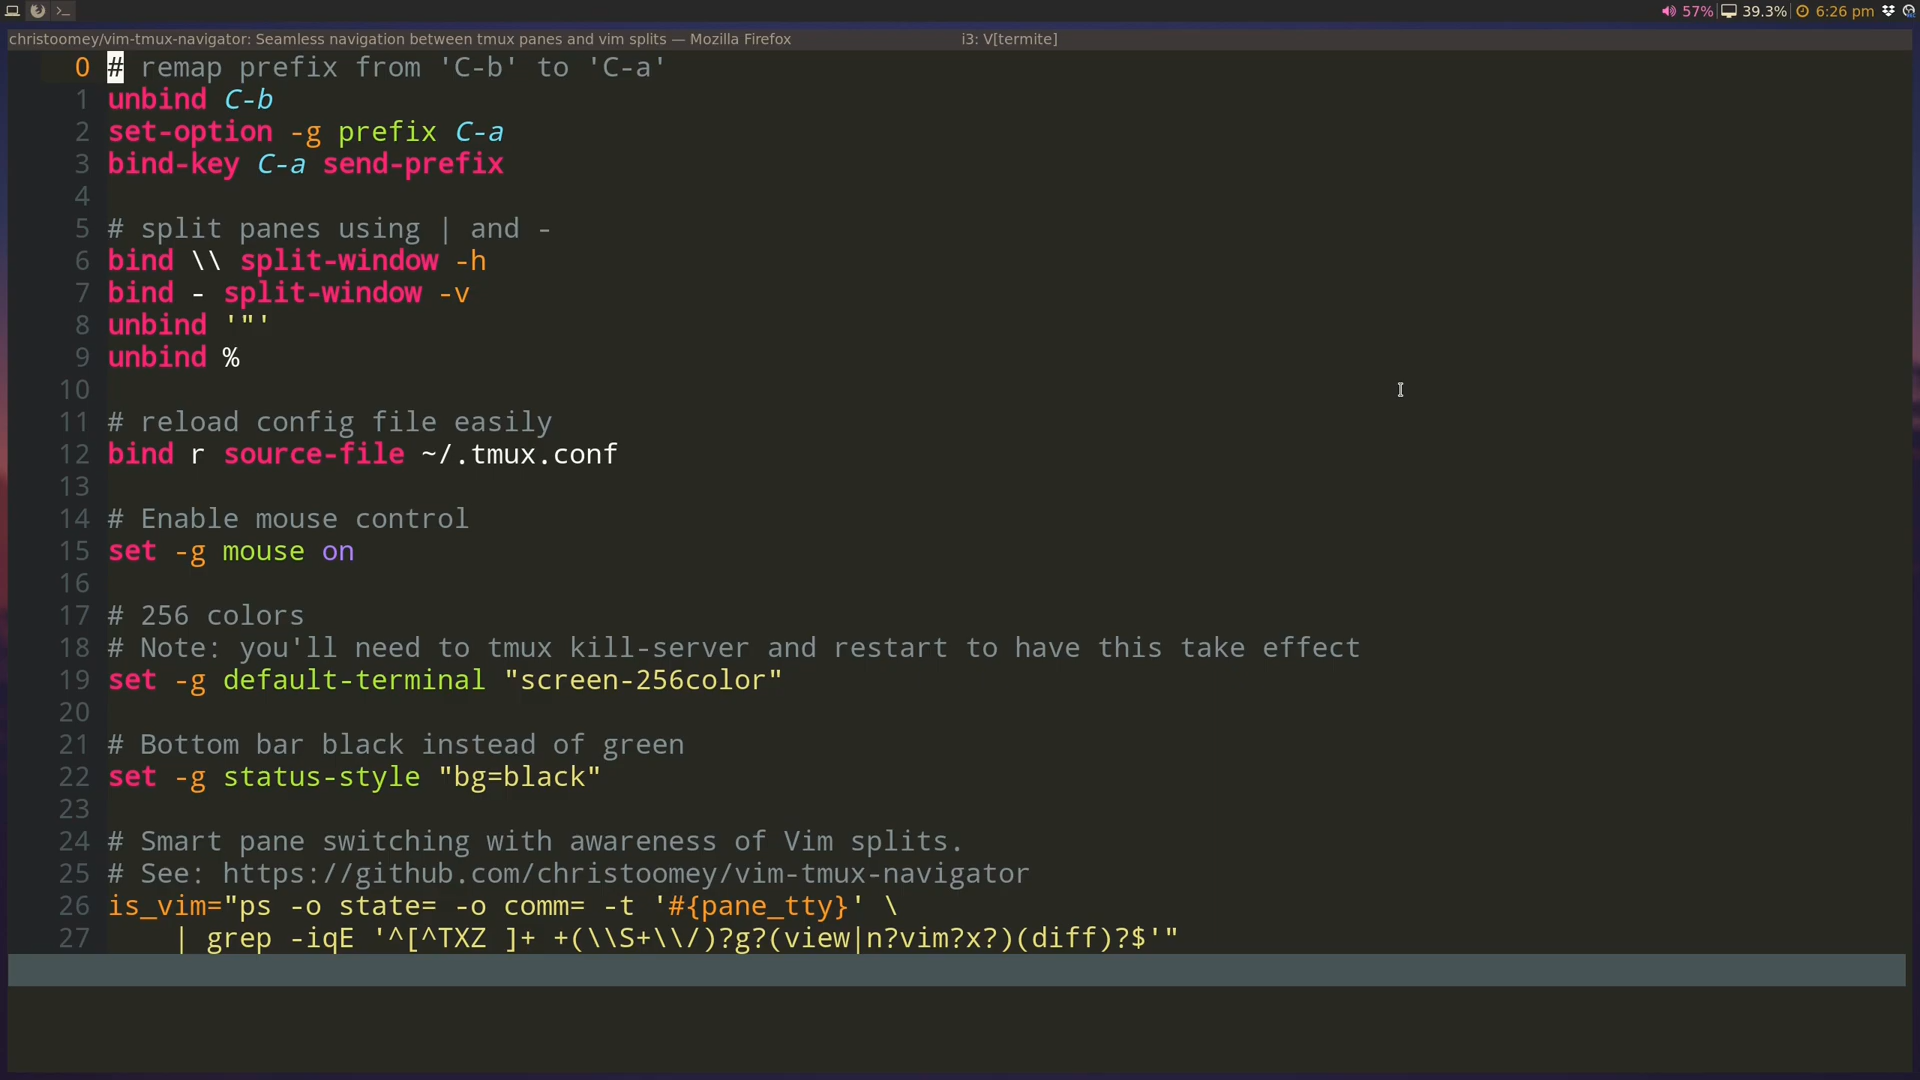 57% 39.3% 6:26 pm
christoomey/vim-tmux-navigator: Seamless navigation between tmux panes and vim splits — Mozilla Firefox i3: V[termite]
0 # remap prefix from 'C-b' to 'C-a'
1 unbind C-b
2 set-option -g prefix C-a
3 bind-key C-a send-prefix
4
5 # split panes using | and -
6 bind \\ split-window -h
7 bind - split-window -v
8 unbind '"'
9 unbind %
10
11 # reload config file easily
12 bind r source-file ~/.tmux.conf
13
14 # Enable mouse control
15 set -g mouse on
16
17 # 256 colors
18 # Note: you'll need to tmux kill-server and restart to have this take effect
19 set -g default-terminal "screen-256color"
20
21 # Bottom bar black instead of green
22 set -g status-style "bg=black"
23
24 # Smart pane switching with awareness of Vim splits.
25 # See: https://github.com/christoomey/vim-tmux-navigator
26 is_vim="ps -o state= -o comm= -t '#{pane_tty}' \
27     | grep -iqE '^[^TXZ ]+ +(\\S+\\/)?g?(view|n?vim?x?)(diff)?$'"